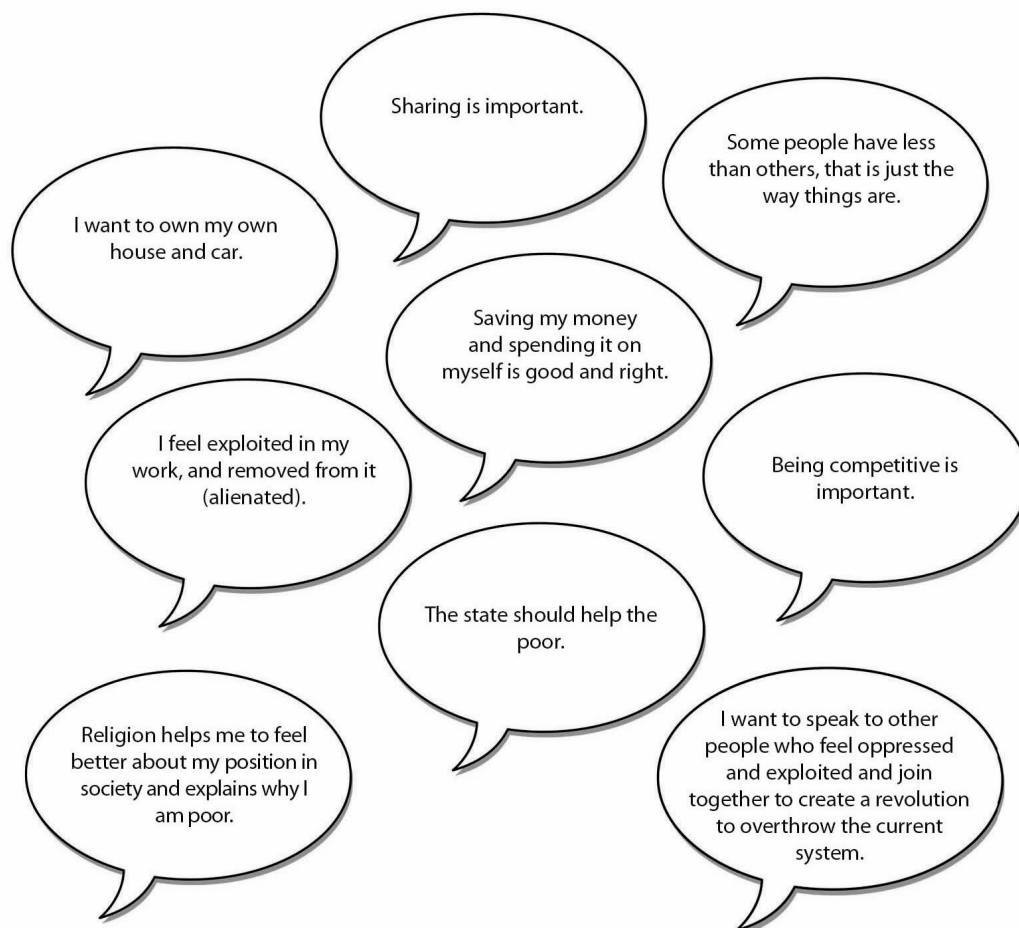 Sharing is important.
Some people have less
than others, that is just the
way things are.
I want to own my own
house and car.
Saving my money
and spending it on
myself is good and right.
I feel exploited in my
work, and removed from it
(alienated).
Being competitive is
important.
The state should help the
poor.
Religion helps me to feel
better about my position in
society and explains why I
am poor.
I want to speak to other
people who feel oppressed
and exploited and join
together to create a revolution
to overthrow the current
system.